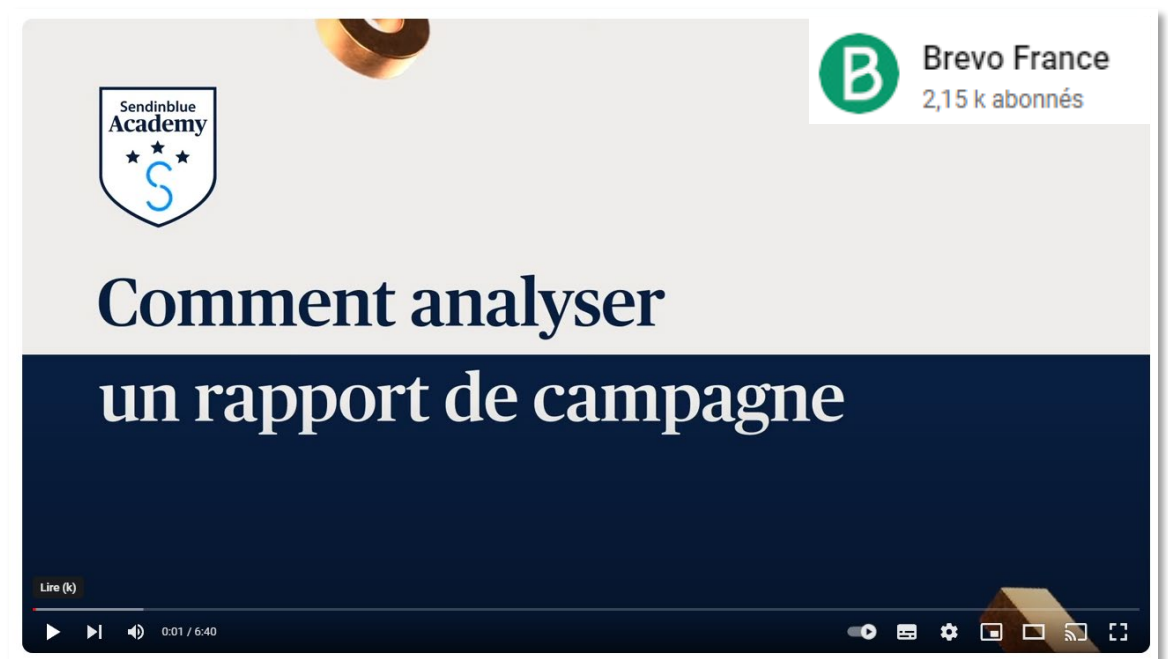 Brevo France
2,15 k abonnés
Sendinblue
Academy
Comment analyser
un rapport de campagne
Lire (k)
0:01 / 6:40